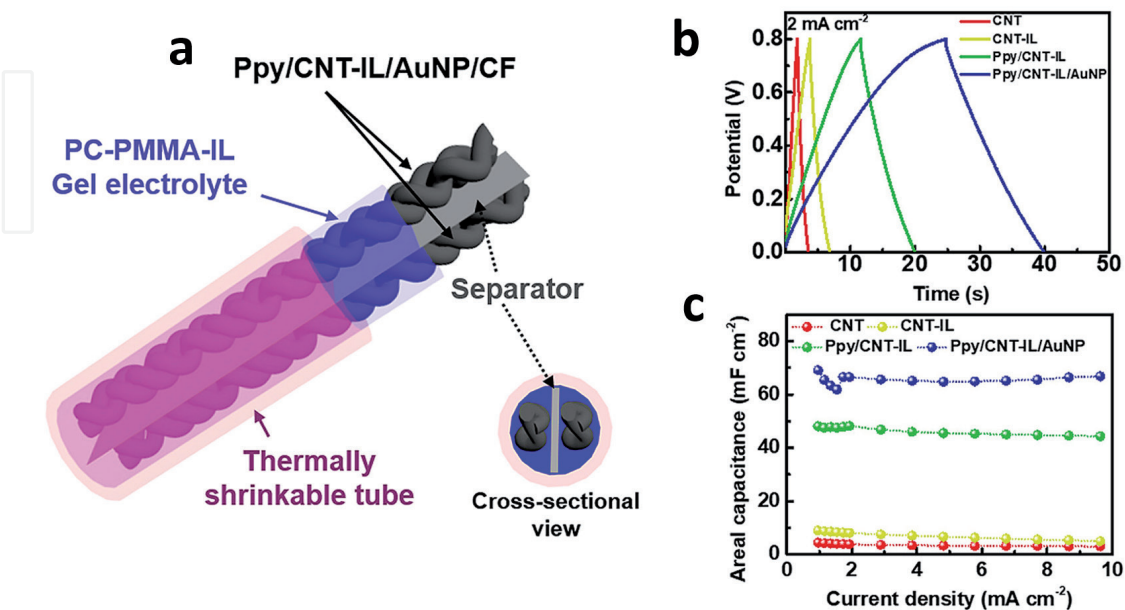 a
Ppy/CNT-IL/AuNP/CF
PC-PMMA-IL
Gel electrolyte
Separator
Thermally
shrinkable tube
Cross-sectional
view
b
2 mA cm⁻²
CNT
CNT-IL
Ppy/CNT-IL
Ppy/CNT-IL/AuNP
Potential (V)
0.8
0.6
0.4
0.2
0.0
10 20 30 40 50
Time (s)
c
CNT CNT-IL
Ppy/CNT-IL Ppy/CNT-IL/AuNP
Areal capacitance (mF cm⁻²)
80
60
40
20
0
0 2 4 6 8 10
Current density (mA cm⁻²)